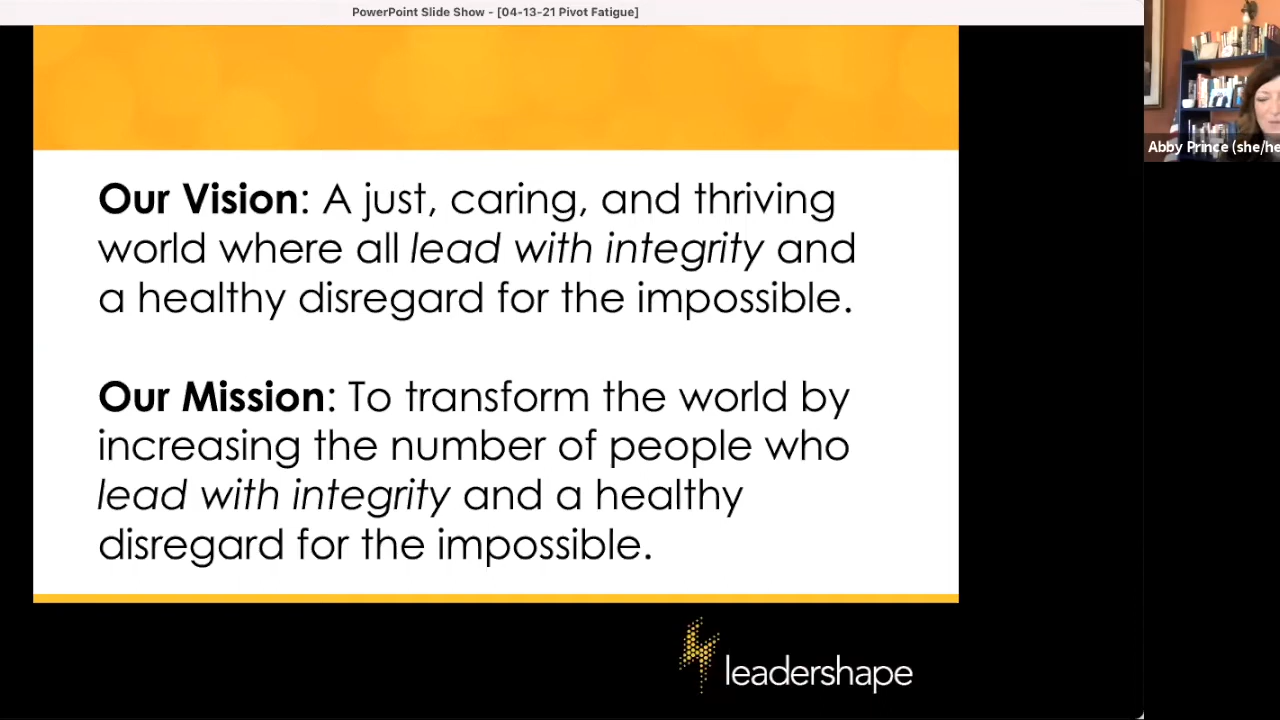 PowerPoint Slide Show - [04-13-21 Pivot Fatigue]
Our Vision: A just, caring, and thriving
world where all lead with integrity and
a healthy disregard for the impossible.
Our Mission: To transform the world by
increasing the number of people who
lead with integrity and a healthy
disregard for the impossible.
leadershape
Abby Prince (she/he